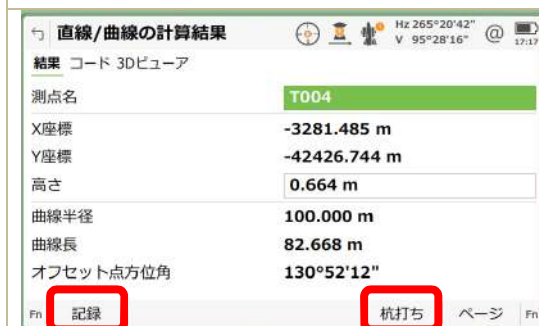 直線/曲線の計算結果
Hz 265°20'42"
V 95°28'16"
@
17:17
結果 コード 3Dビューア
測点名 T004
X座標 -3281.485 m
Y座標 -42426.744 m
高さ 0.664 m
曲線半径 100.000 m
曲線長 82.668 m
オフセット点方位角 130°52'12"
Fn 記録 杭打ち ページ Fn